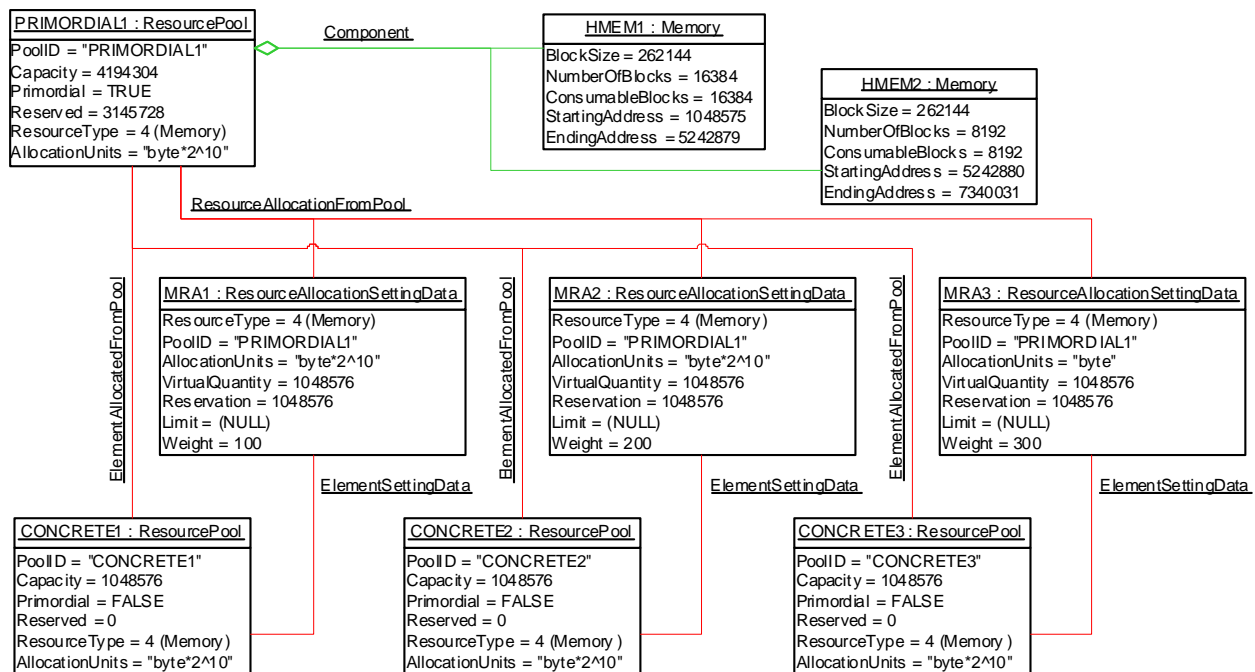 PRIMORDIAL1 : ResourcePool
PoolID = "PRIMORDIAL1"
Capacity = 4194304
Primordial = TRUE
Reserved = 3145728
ResourceType = 4 (Memory)
AllocationUnits = "byte*2^10"
Component
HMEM1 : Memory
BlockSize = 262144
NumberOfBlocks = 16384
ConsumableBlocks = 16384
StartingAddress = 1048575
EndingAddress = 5242879
HMEM2 : Memory
BlockSize = 262144
NumberOfBlocks = 8192
ConsumableBlocks = 8192
StartingAddress = 5242880
EndingAddress = 7340031
ResourceAllocationFromPool
ElementAllocatedFromPool
MRA1 : ResourceAllocationSettingData
ResourceType = 4 (Memory)
PoolID = "PRIMORDIAL1"
AllocationUnits = "byte*2^10"
VirtualQuantity = 1048576
Reservation = 1048576
Limit = (NULL)
Weight = 100
ElementAllocatedFromPool
MRA2 : ResourceAllocationSettingData
ResourceType = 4 (Memory)
PoolID = "PRIMORDIAL1"
AllocationUnits = "byte*2^10"
VirtualQuantity = 1048576
Reservation = 1048576
Limit = (NULL)
Weight = 200
ElementAllocatedFromPool
MRA3 : ResourceAllocationSettingData
ResourceType = 4 (Memory)
PoolID = "PRIMORDIAL1"
AllocationUnits = "byte"
VirtualQuantity = 1048576
Reservation = 1048576
Limit = (NULL)
Weight = 300
ElementSettingData
ElementSettingData
ElementSettingData
CONCRETE1 : ResourcePool
PoolID = "CONCRETE1"
Capacity = 1048576
Primordial = FALSE
Reserved = 0
ResourceType = 4 (Memory)
AllocationUnits = "byte*2^10"
CONCRETE2 : ResourcePool
PoolID = "CONCRETE2"
Capacity = 1048576
Primordial = FALSE
Reserved = 0
ResourceType = 4 (Memory)
AllocationUnits = "byte*2^10"
CONCRETE3 : ResourcePool
PoolID = "CONCRETE3"
Capacity = 1048576
Primordial = FALSE
Reserved = 0
ResourceType = 4 (Memory)
AllocationUnits = "byte*2^10"